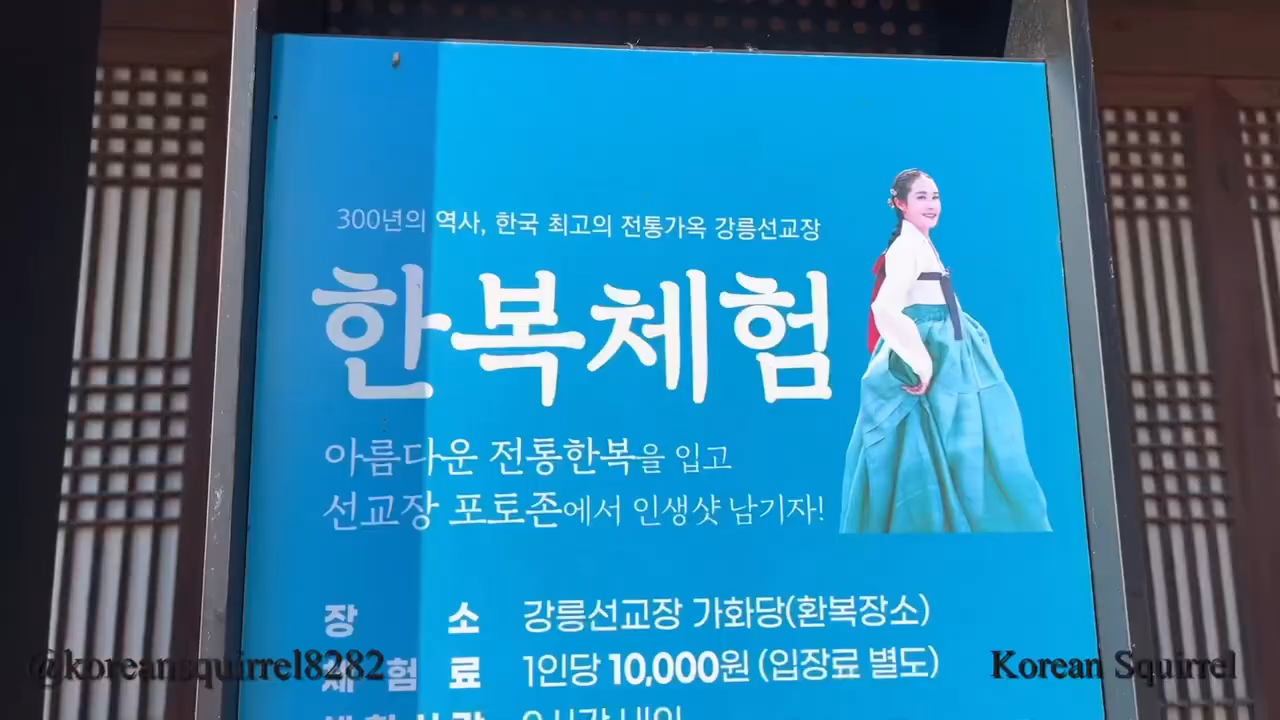 300년의 역사, 한국 최고의 전통가옥 강릉선교장
한복체험
아름다운 전통한복을 입고
선교장 포토존에서 인생샷 남기자!
장 소 강릉선교장 가화당(환복장소)
체 험 료 1인당 10,000원 (입장료 별도)
@koreansquirrel8282
Korean Squirrel